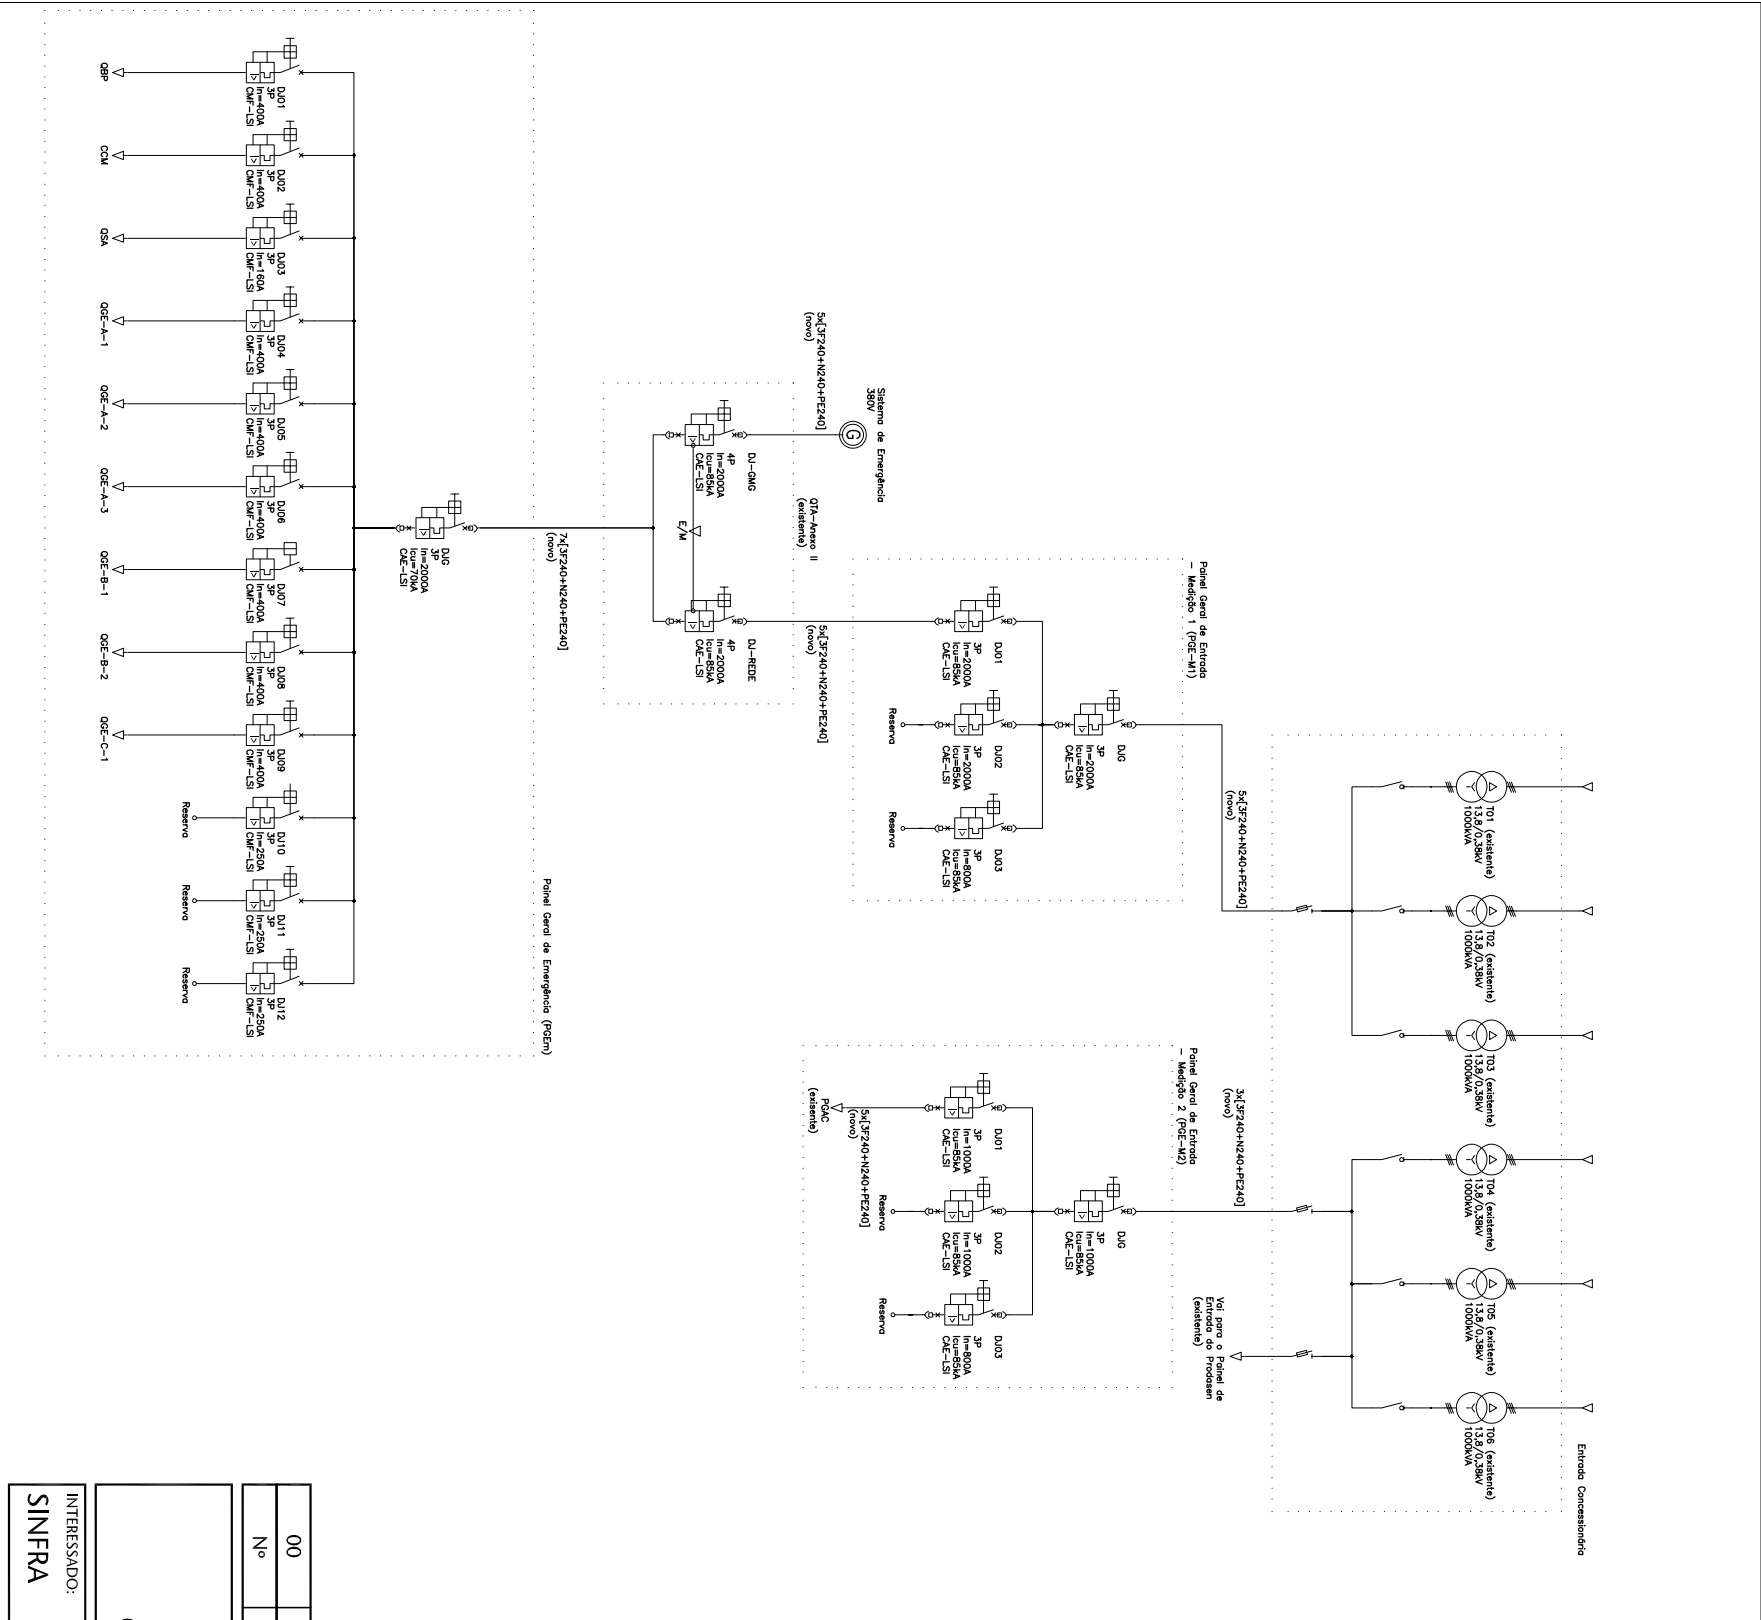 Entrada Concessionária
T01 (existente)
13,8/0,38kV
1000kVA
T02 (existente)
13,8/0,38kV
1000kVA
T03 (existente)
13,8/0,38kV
1000kVA
T04 (existente)
13,8/0,38kV
1000kVA
T05 (existente)
13,8/0,38kV
1000kVA
T06 (existente)
13,8/0,38kV
1000kVA
5x[3F240+N240+PE240]
(novo)
3x[3F240+N240+PE240]
(novo)
Vai para o Painel de
Entrada do Prodasen
(existente)
Painel Geral de Entrada
- Medição 1 (PGE-M1)
DJG
3P
In=2000A
Icu=85kA
CAE-LSI
DJ01
3P
In=2000A
Icu=85kA
CAE-LSI
DJ02
3P
In=2000A
Icu=85kA
CAE-LSI
DJ03
3P
In=800A
Icu=85kA
CAE-LSI
Reserva
Reserva
Painel Geral de Entrada
- Medição 2 (PGE-M2)
DJG
3P
In=1000A
Icu=85kA
CAE-LSI
DJ01
3P
In=1000A
Icu=85kA
CAE-LSI
DJ02
3P
In=1000A
Icu=85kA
CAE-LSI
DJ03
3P
In=800A
Icu=85kA
CAE-LSI
5x[3F240+N240+PE240]
(novo)
PGAC
(exisente)
Reserva
Reserva
Sistema de Emergência
380V
5x[3F240+N240+PE240]
(novo)
5x[3F240+N240+PE240]
(novo)
QTA-Anexo II
(existente)
DJ-GMG
4P
In=2000A
Icu=85kA
CAE-LSI
DJ-REDE
4P
In=2000A
Icu=85kA
CAE-LSI
G
E/M
7x[3F240+N240+PE240]
(novo)
Painel Geral de Emergência (PGEm)
DJG
3P
In=2000A
Icu=70kA
CAE-LSI
DJ01
3P
In=400A
CMF-LSI
DJ02
3P
In=400A
CMF-LSI
DJ03
3P
In=160A
CMF-LSI
DJ04
3P
In=400A
CMF-LSI
DJ05
3P
In=400A
CMF-LSI
DJ06
3P
In=400A
CMF-LSI
DJ07
3P
In=400A
CMF-LSI
DJ08
3P
In=400A
CMF-LSI
DJ09
3P
In=400A
CMF-LSI
DJ10
3P
In=250A
CMF-LSI
DJ11
3P
In=250A
CMF-LSI
DJ12
3P
In=250A
CMF-LSI
QBP
CCM
QSA
QGE-A-1
QGE-A-2
QGE-A-3
QGE-B-1
QGE-B-2
QGE-C-1
Reserva
Reserva
Reserva
00
Nº
INTERESSADO:
SINFRA